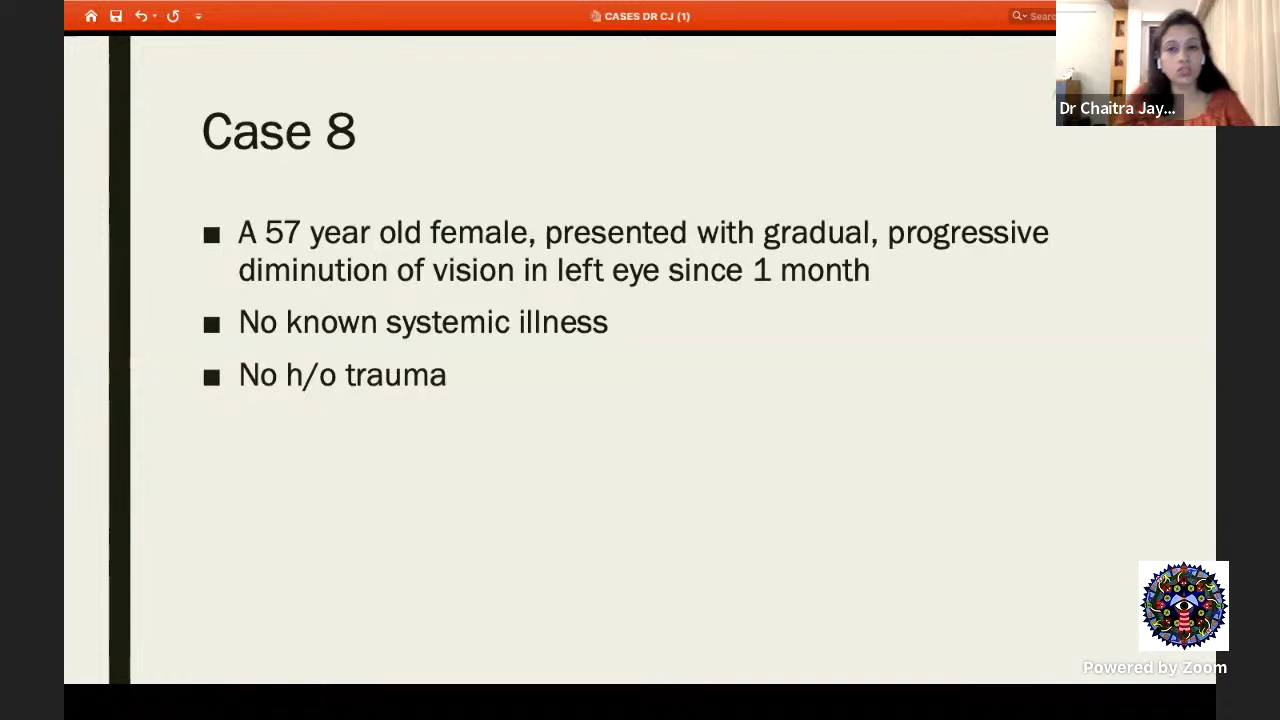 CASES DR CJ (1)
Sear
Dr Chaitra Jay...
Case 8
■ A 57 year old female, presented with gradual, progressive
diminution of vision in left eye since 1 month
■ No known systemic illness
■ No h/o trauma
Powered by Zoom